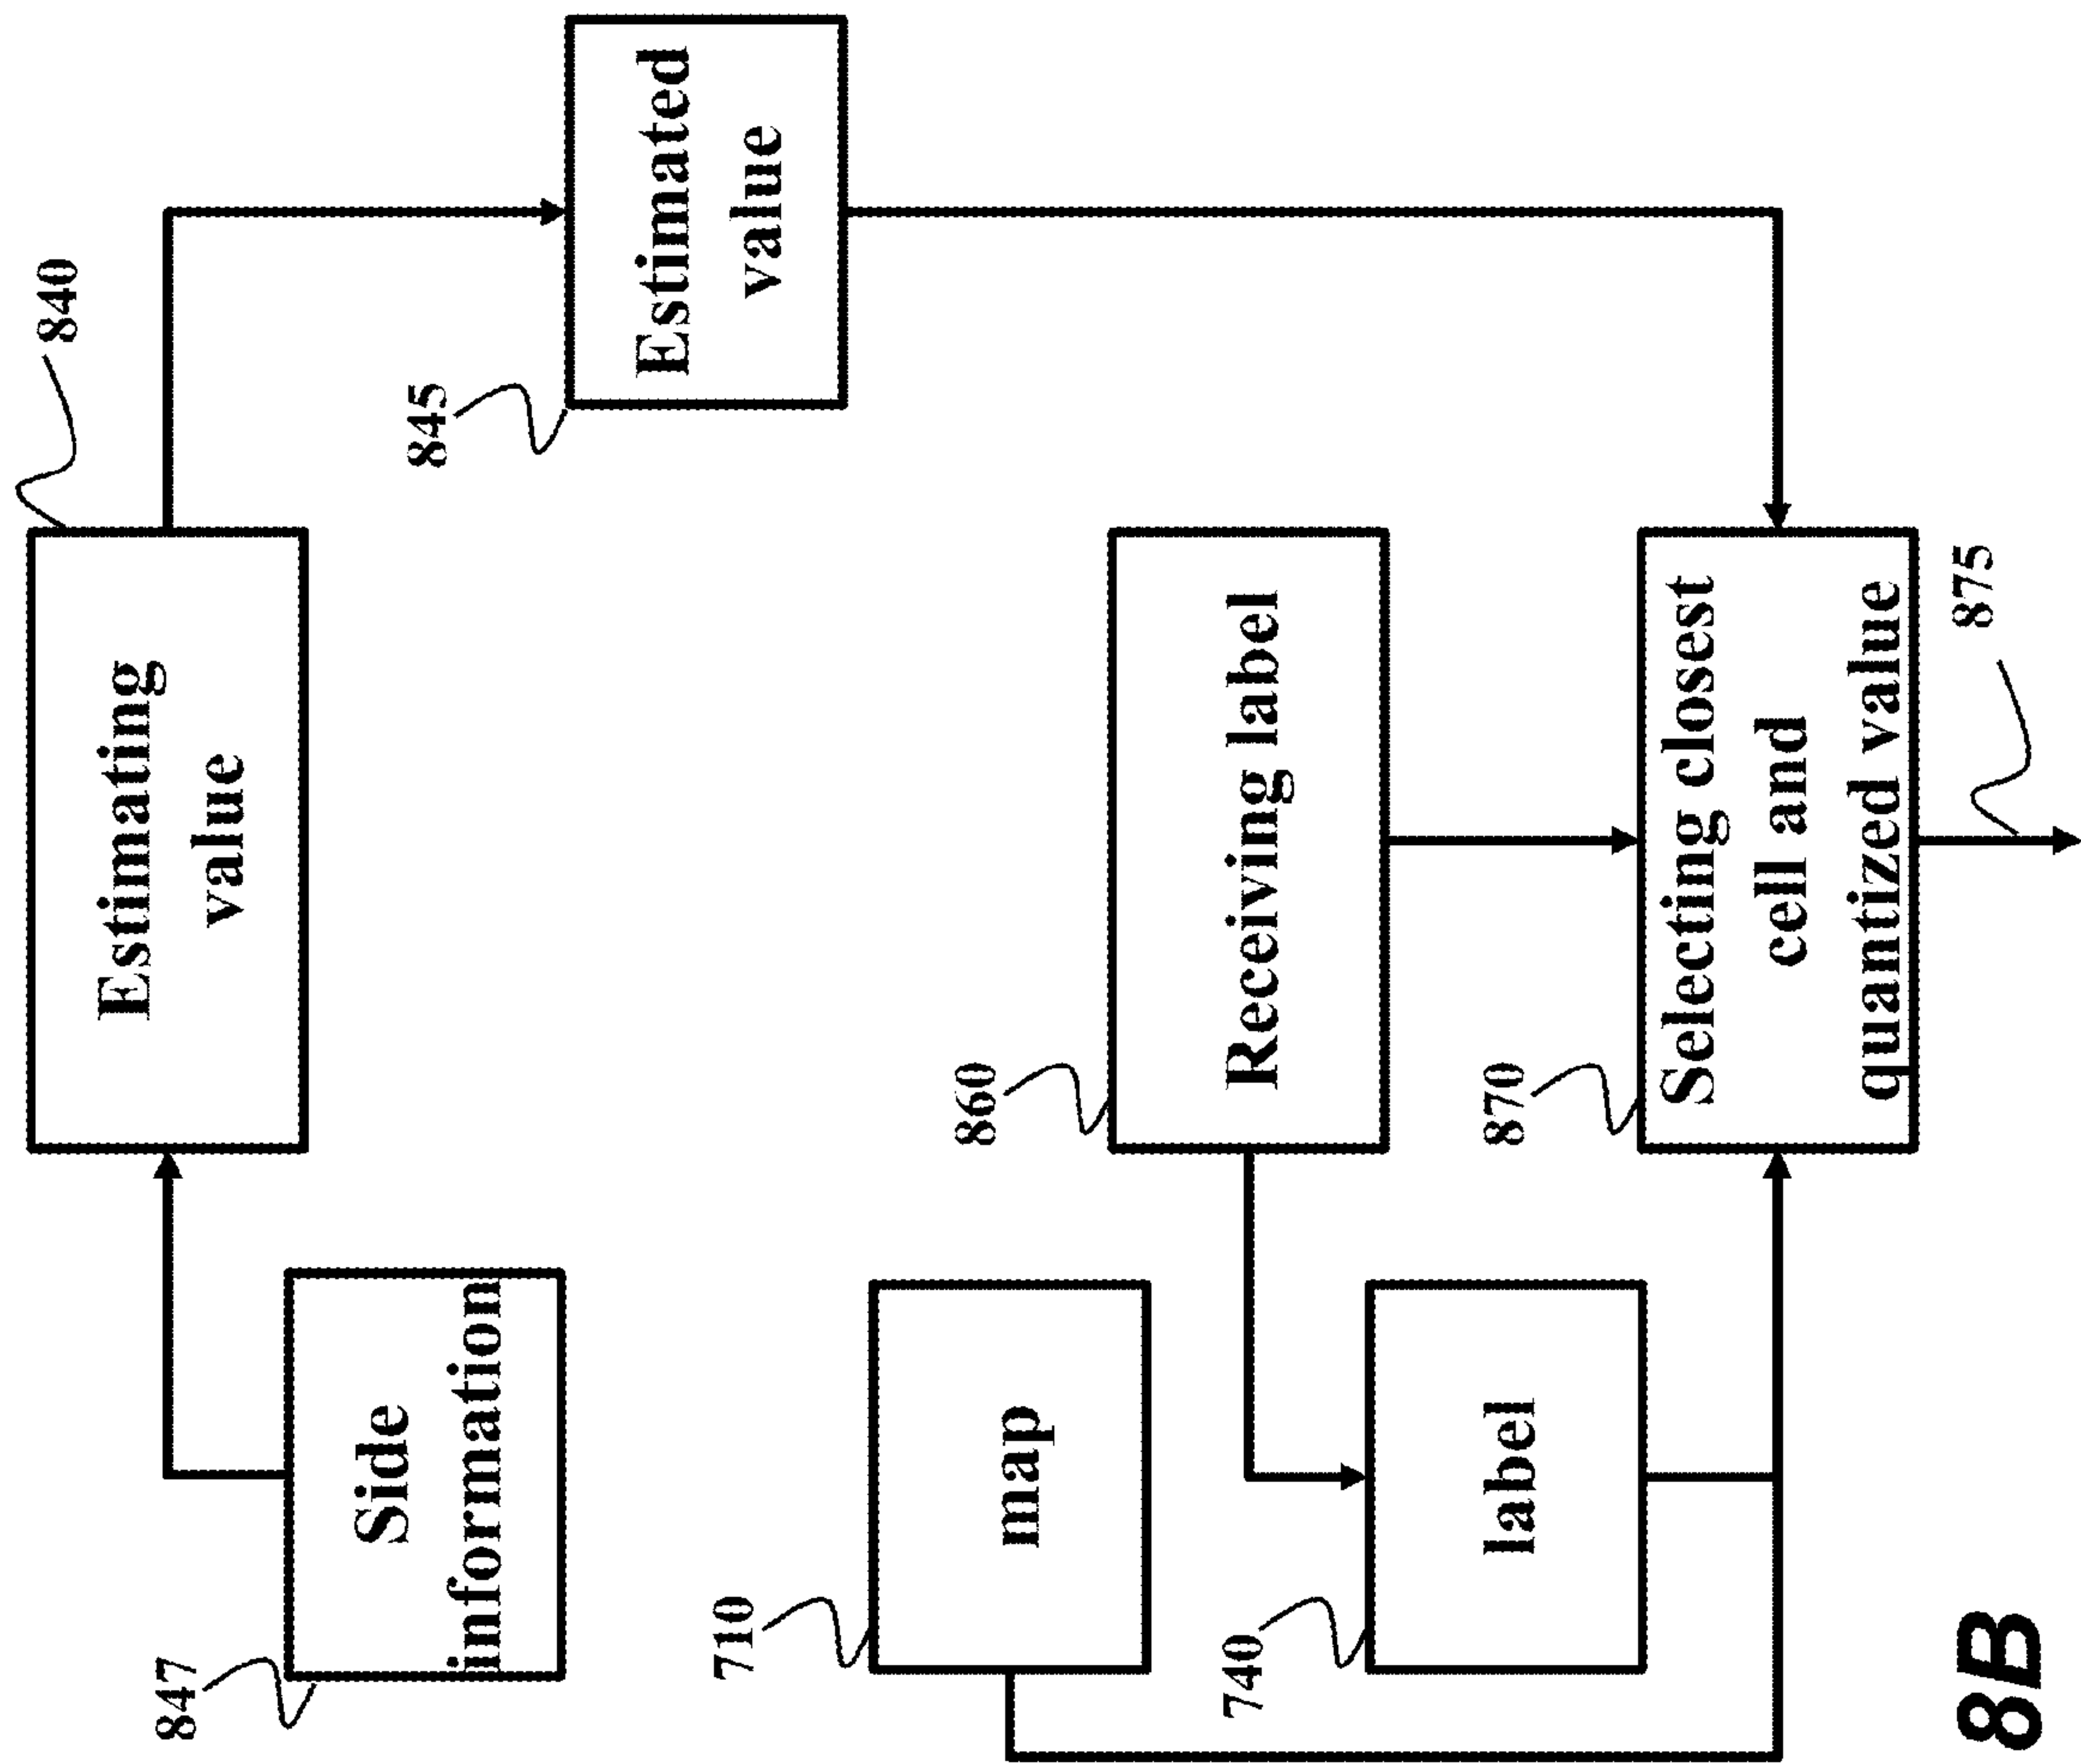 840
Estimating
value
847
Side
information
845
Estimated
value
710
map
860
Receiving label
740
label
870
Selecting closest
cell and
quantized value
875
8B